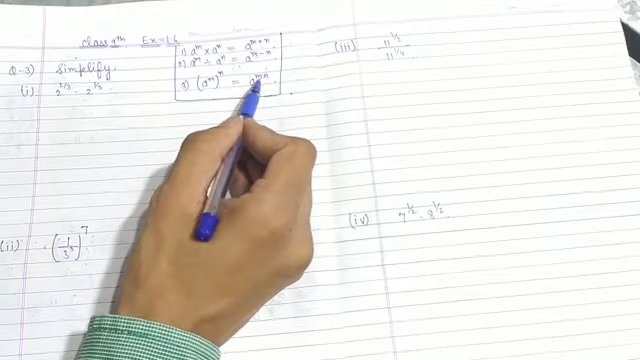 Class 9th Ex=1.6
Q-3) Simplify.
(i) 2^{2/3} . 2^{1/5}
1) a^m × a^n = a^{m+n}
2) a^m ÷ a^n = a^{m-n}
3) (a^m)^n = a^{mn}
(ii) (1/3^3)^7
(iii) 11^{1/2} / 11^{1/4}
(iv) 7^{1/2} . 8^{1/2}